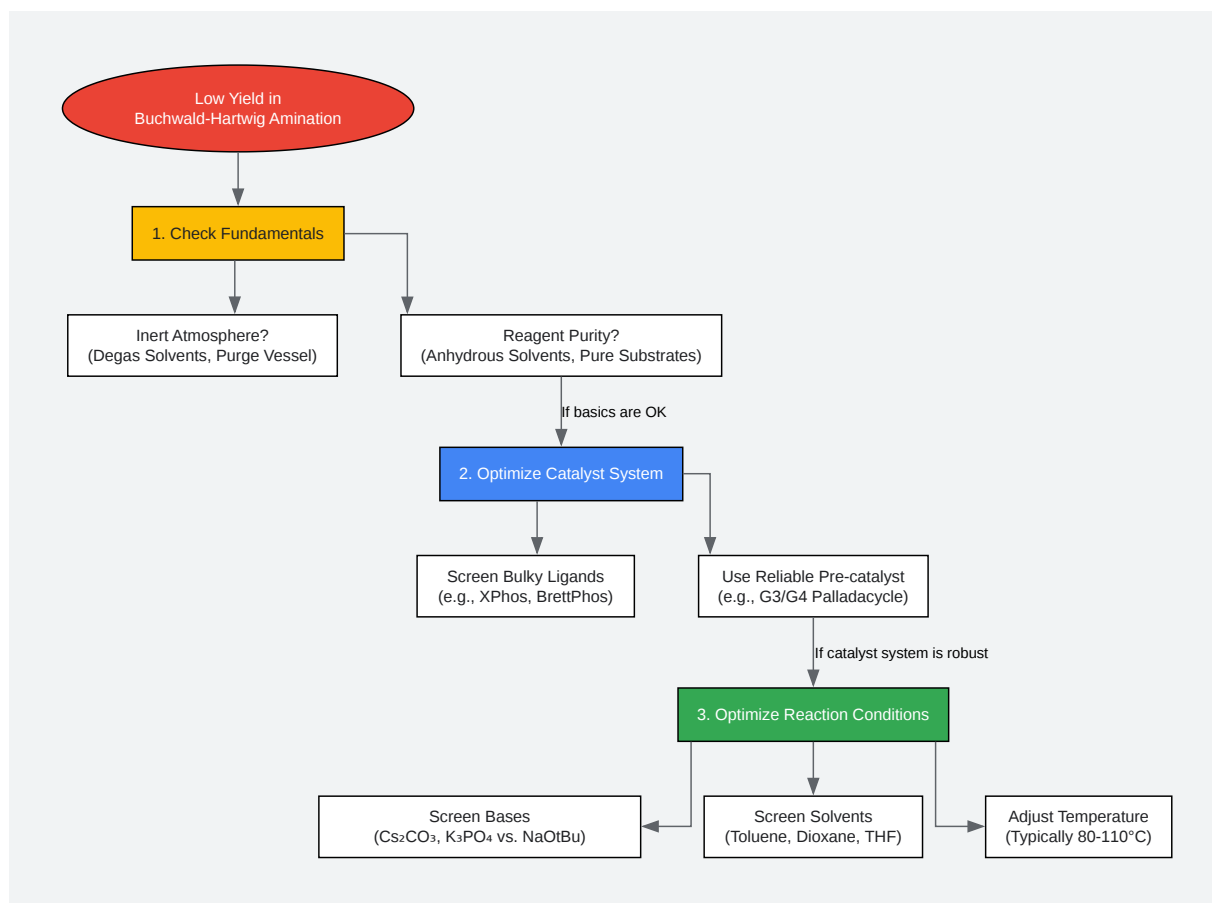 Low Yield in
Buchwald-Hartwig Amination
1. Check Fundamentals
Inert Atmosphere?
(Degas Solvents, Purge Vessel)
Reagent Purity?
(Anhydrous Solvents, Pure Substrates)
If basics are OK
2. Optimize Catalyst System
Screen Bulky Ligands
(e.g., XPhos, BrettPhos)
Use Reliable Pre-catalyst
(e.g., G3/G4 Palladacycle)
If catalyst system is robust
3. Optimize Reaction Conditions
Screen Bases
(Cs₂CO₃, K₃PO₄ vs. NaOtBu)
Screen Solvents
(Toluene, Dioxane, THF)
Adjust Temperature
(Typically 80-110°C)